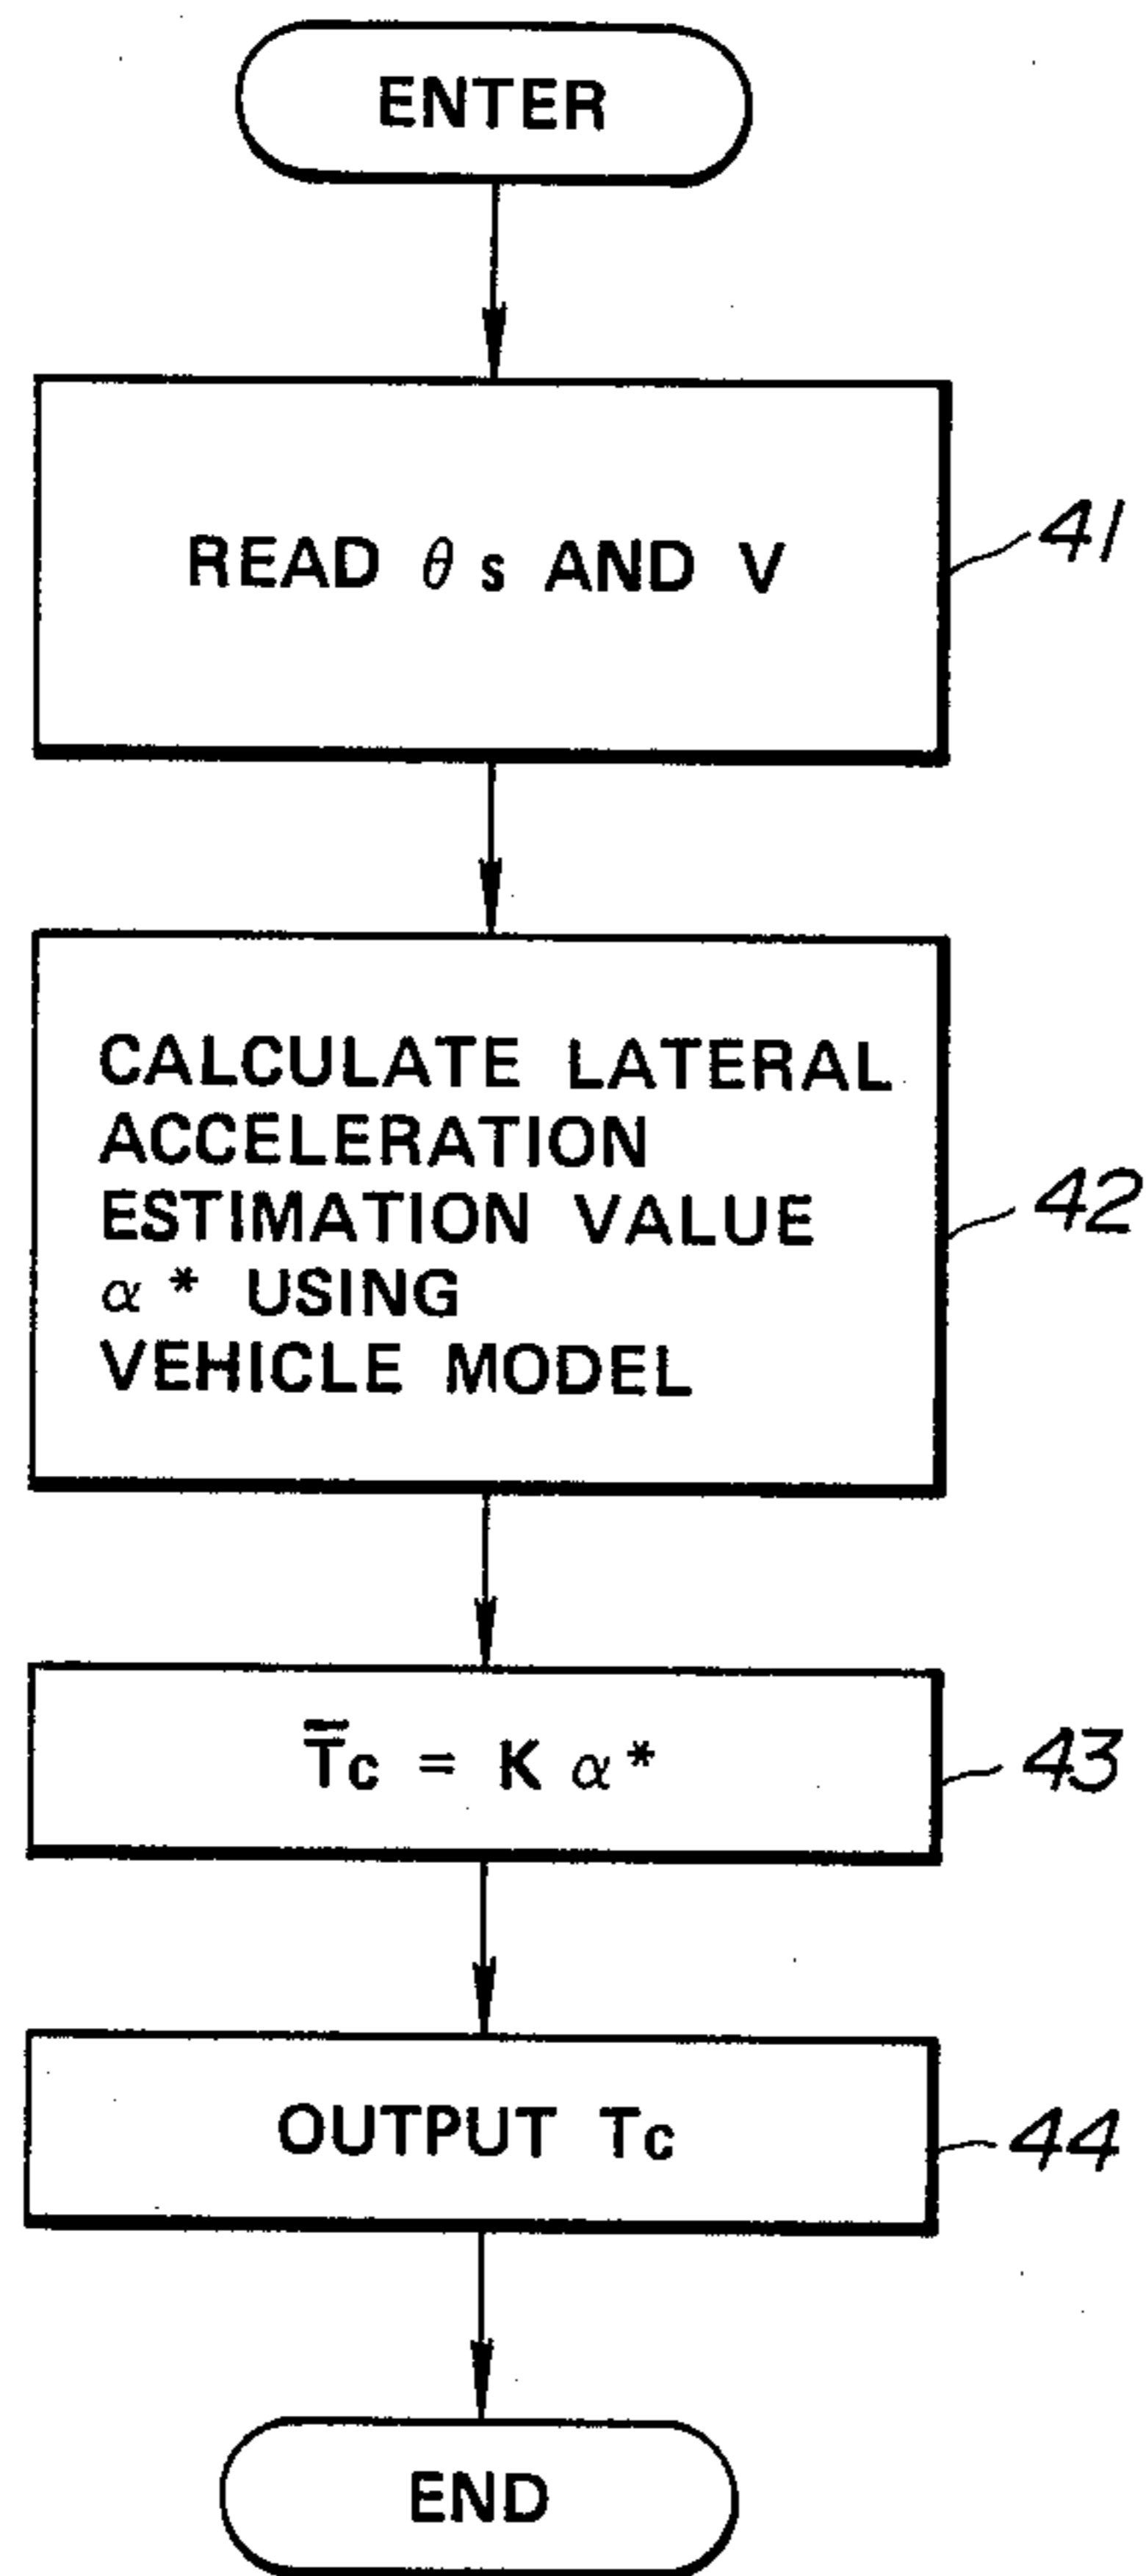 ENTER
READ θs AND V
41
CALCULATE LATERAL
ACCELERATION
ESTIMATION VALUE
α* USING
VEHICLE MODEL
42
T̅c = K α*
43
OUTPUT Tc
44
END